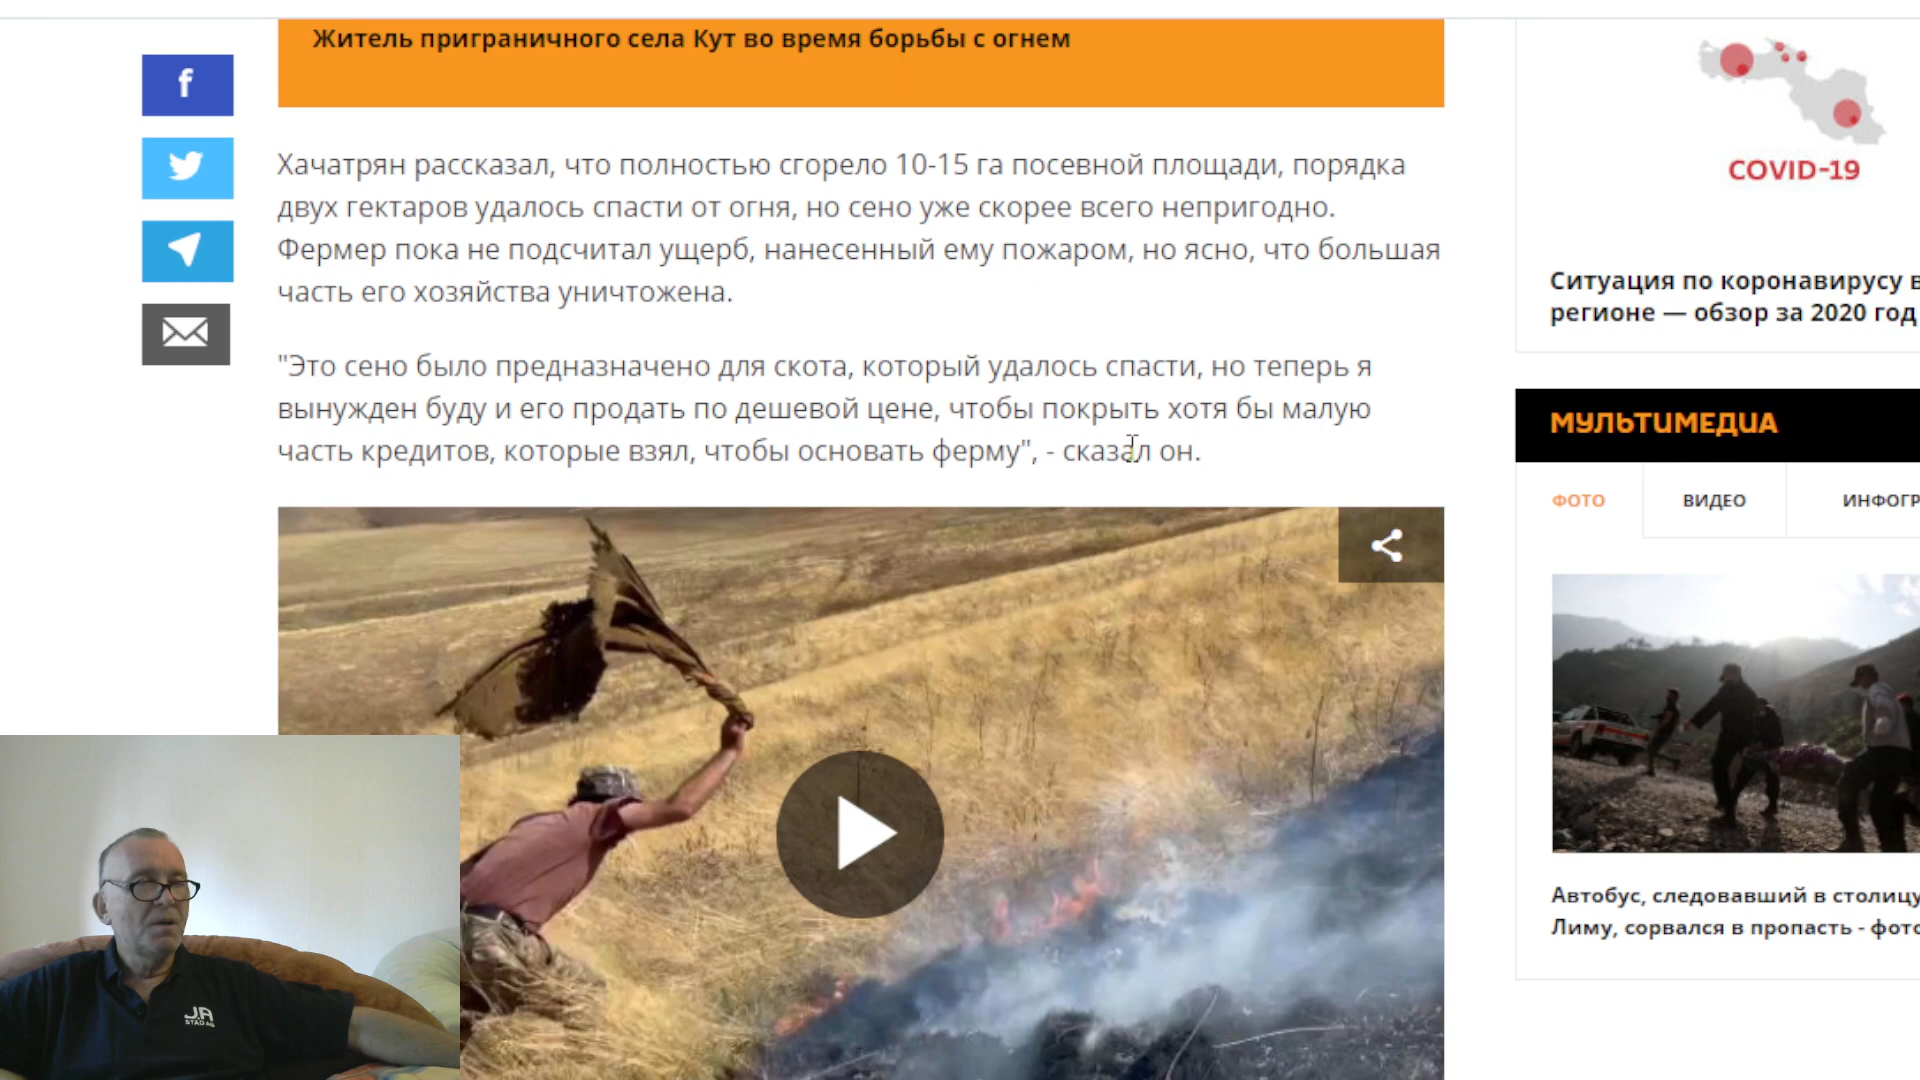 Житель приграничного села Кут во время борьбы с огнем
Хачатрян рассказал, что полностью сгорело 10-15 га посевной площади, порядка
двух гектаров удалось спасти от огня, но сено уже скорее всего непригодно.
Фермер пока не подсчитал ущерб, нанесенный ему пожаром, но ясно, что большая
часть его хозяйства уничтожена.
"Это сено было предназначено для скота, который удалось спасти, но теперь я
вынужден буду и его продать по дешевой цене, чтобы покрыть хотя бы малую
часть кредитов, которые взял, чтобы основать ферму", - сказал он.
COVID-19
Ситуация по коронавирусу в
регионе — обзор за 2020 год
МУЛЬТИМЕДИА
ФОТО
ВИДЕО
ИНФОГР
Автобус, следовавший в столицу
Лиму, сорвался в пропасть - фото
J.A